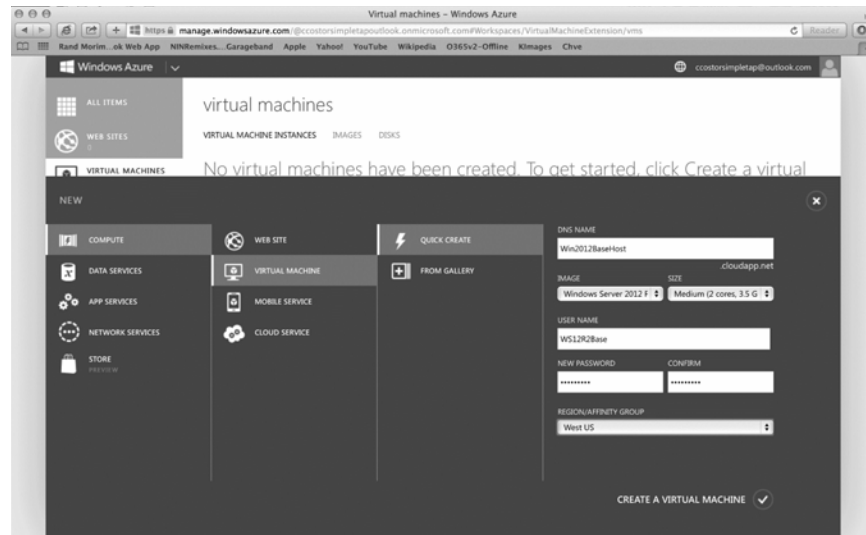 Virtual machines – Windows Azure
https manage.windowsazure.com/@ccostorsimpletapoutlook.onmicrosoft.com#Workspaces/VirtualMachineExtension/vms
Reader
Rand Morim...ok Web App NINRemixes....Garageband Apple Yahoo! YouTube Wikipedia O365v2-Offline KImages Chve
Windows Azure
ccostorsimpletap@outlook.com
ALL ITEMS
WEB SITES
0
VIRTUAL MACHINES
virtual machines
VIRTUAL MACHINE INSTANCES IMAGES DISKS
No virtual machines have been created. To get started, click Create a virtual
NEW
COMPUTE
DATA SERVICES
APP SERVICES
NETWORK SERVICES
STORE
PREVIEW
WEB SITE
VIRTUAL MACHINE
MOBILE SERVICE
CLOUD SERVICE
QUICK CREATE
FROM GALLERY
DNS NAME
Win2012BaseHost
.cloudapp.net
IMAGE SIZE
Windows Server 2012 F Medium (2 cores, 3.5 G
USER NAME
WS12R2Base
NEW PASSWORD CONFIRM
••••••••• •••••••••
REGION/AFFINITY GROUP
West US
CREATE A VIRTUAL MACHINE